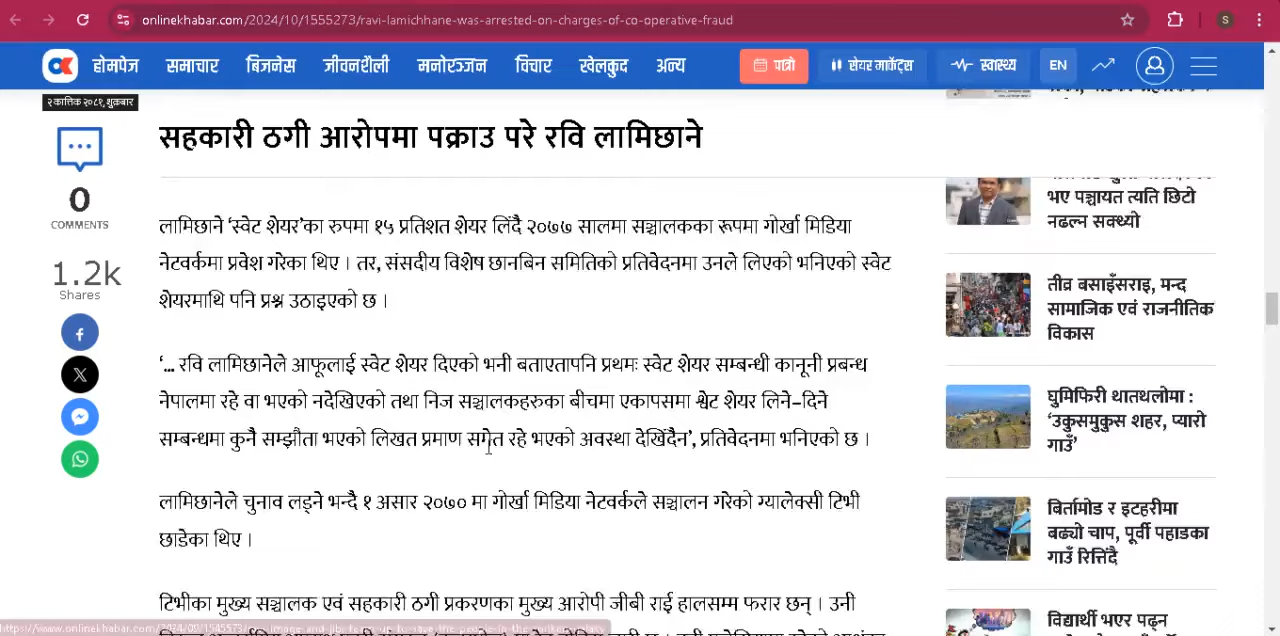 onlinekhabar.com/2024/10/1555273/ravi-lamichhane-was-arrested-on-charges-of-co-operative-fraud
S
होमपेज समाचार बिजनेस जीवनशैली मनोरञ्जन विचार खेलकुद अन्य पात्रो सेयर मार्केट्स स्वास्थ्य EN
२ कात्तिक २०८१, शुक्रबार
सहकारी ठगी आरोपमा पक्राउ परे रवि लामिछाने
0
COMMENTS
1.2k
Shares
लामिछाने ‘स्वेट शेयर’का रुपमा १५ प्रतिशत शेयर लिंदै २०७७ सालमा सञ्चालकका रूपमा गोर्खा मिडिया
नेटवर्कमा प्रवेश गरेका थिए । तर, संसदीय विशेष छानबिन समितिको प्रतिवेदनमा उनले लिएको भनिएको स्वेट
शेयरमाथि पनि प्रश्न उठाइएको छ ।
‘... रवि लामिछानेले आफूलाई स्वेट शेयर दिएको भनी बताएतापनि प्रथमः स्वेट शेयर सम्बन्धी कानूनी प्रबन्ध
नेपालमा रहे वा भएको नदेखिएको तथा निज सञ्चालकहरुका बीचमा एकापसमा श्वेट शेयर लिने–दिने
सम्बन्धमा कुनै सम्झौता भएको लिखत प्रमाण समेत रहे भएको अवस्था देखिंदैन’, प्रतिवेदनमा भनिएको छ ।
लामिछानेले चुनाव लड्ने भन्दै १ असार २०७० मा गोर्खा मिडिया नेटवर्कले सञ्चालन गरेको ग्यालेक्सी टिभी
छाडेका थिए ।
टिभीका मुख्य सञ्चालक एवं सहकारी ठगी प्रकरणका मुख्य आरोपी जीबी राई हालसम्म फरार छन् । उनी
भए पञ्चायत त्यति छिटो
नढल्न सक्थ्यो
तीव्र बसाइँसराइ, मन्द
सामाजिक एवं राजनीतिक
विकास
घुमिफिरी थातथलोमा :
‘उकुसमुकुस शहर, प्यारो
गाउँ’
बिर्तामोड र इटहरीमा
बढ्यो चाप, पूर्वी पहाडका
गाउँ रित्तिँदै
विद्यार्थी भएर पढ्न